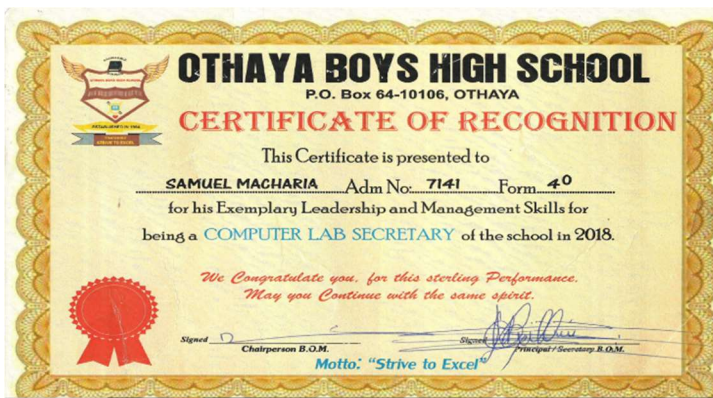 OTHAYA BOYS HIGH SCHOOL
P.O. Box 64-10106, OTHAYA
CERTIFICATE OF RECOGNITION
This Certificate is presented to
SAMUEL MACHARIA Adm No: 7141 Form 4O
for his Exemplary Leadership and Management Skills for
being a COMPUTER LAB SECRETARY of the school in 2018.
We Congratulate you, for this sterling Performance.
May you Continue with the same spirit.
Signed Signed
Chairperson B.O.M. Principal/Secretary B.O.M.
Motto: "Strive to Excel"